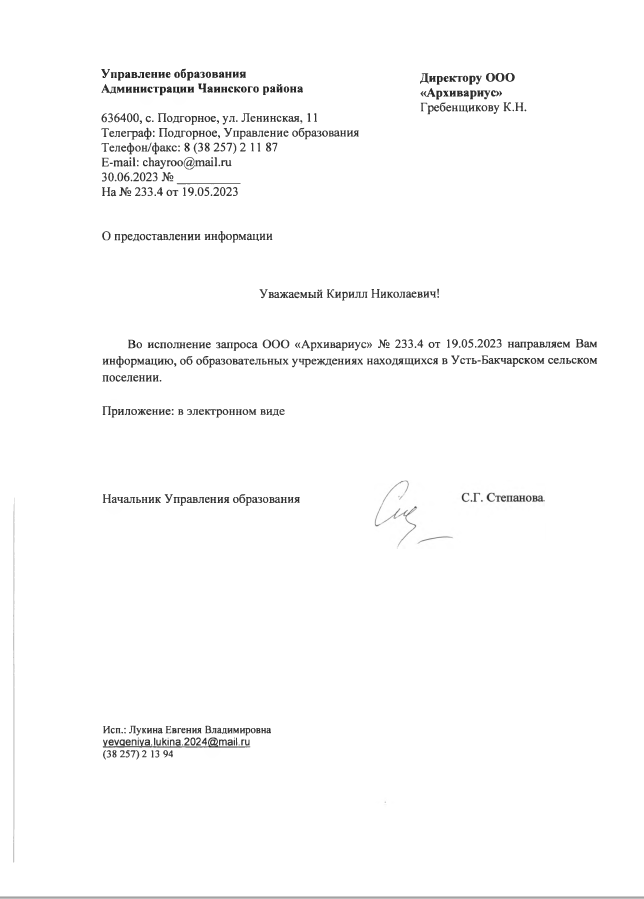 Управление образования
Администрации Чаинского района
636400, с. Подгорное, ул. Ленинская, 11
Телеграф: Подгорное, Управление образования
Телефон/факс: 8 (38 257) 2 11 87
E-mail: chayroo@mail.ru
30.06.2023 № ___________
На № 233.4 от 19.05.2023
Директору ООО
«Архивариус»
Гребенщикову К.Н.
О предоставлении информации
Уважаемый Кирилл Николаевич!
Во исполнение запроса ООО «Архивариус» № 233.4 от 19.05.2023 направляем Вам
информацию, об образовательных учреждениях находящихся в Усть-Бакчарском сельском
поселении.
Приложение: в электронном виде
Начальник Управления образования
С.Г. Степанова
Исп.: Лукина Евгения Владимировна
yevgeniya.lukina.2024@mail.ru
(38 257) 2 13 94